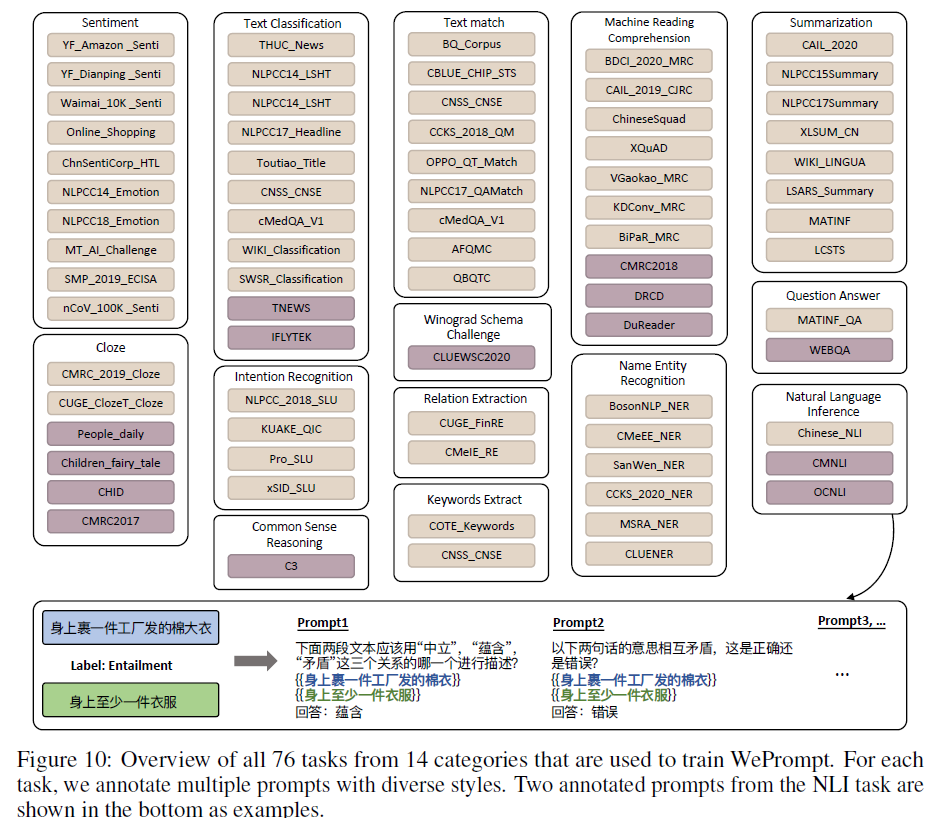 Sentiment
YF_Amazon _Senti
YF_Dianping _Senti
Waimai_10K _Senti
Online_Shopping
ChnSentiCorp_HTL
NLPCC14_Emotion
NLPCC18_Emotion
MT_AI_Challenge
SMP_2019_ECISA
nCoV_100K _Senti
Cloze
CMRC_2019_Cloze
CUGE_ClozeT_Cloze
People_daily
Children_fairy_tale
CHID
CMRC2017
Text Classification
THUC_News
NLPCC14_LSHT
NLPCC14_LSHT
NLPCC17_Headline
Toutiao_Title
CNSS_CNSE
cMedQA_V1
WIKI_Classification
SWSR_Classification
TNEWS
IFLYTEK
Intention Recognition
NLPCC_2018_SLU
KUAKE_QIC
Pro_SLU
xSID_SLU
Common Sense
Reasoning
C3
Text match
BQ_Corpus
CBLUE_CHIP_STS
CNSS_CNSE
CCKS_2018_QM
OPPO_QT_Match
NLPCC17_QAMatch
cMedQA_V1
AFQMC
QBQTC
Winograd Schema
Challenge
CLUEWSC2020
Relation Extraction
CUGE_FinRE
CMeIE_RE
Keywords Extract
COTE_Keywords
CNSS_CNSE
Machine Reading
Comprehension
BDCI_2020_MRC
CAIL_2019_CJRC
ChineseSquad
XQuAD
VGaokao_MRC
KDConv_MRC
BiPaR_MRC
CMRC2018
DRCD
DuReader
Name Entity
Recognition
BosonNLP_NER
CMeEE_NER
SanWen_NER
CCKS_2020_NER
MSRA_NER
CLUENER
Summarization
CAIL_2020
NLPCC15Summary
NLPCC17Summary
XLSUM_CN
WIKI_LINGUA
LSARS_Summary
MATINF
LCSTS
Question Answer
MATINF_QA
WEBQA
Natural Language
Inference
Chinese_NLI
CMNLI
OCNLI
身上裹一件工厂发的棉大衣
Label: Entailment
身上至少一件衣服
Prompt1
下面两段文本应该用“中立”，“蕴含”，
“矛盾”这三个关系的哪一个进行描述?
{{身上裹一件工厂发的棉衣}}
{{身上至少一件衣服}}
回答：蕴含
Prompt2
以下两句话的意思相互矛盾，这是正确还
是错误?
{{身上裹一件工厂发的棉衣}}
{{身上至少一件衣服}}
回答：错误
Prompt3, ...
...
Figure 10: Overview of all 76 tasks from 14 categories that are used to train WePrompt. For each
task, we annotate multiple prompts with diverse styles. Two annotated prompts from the NLI task are
shown in the bottom as examples.